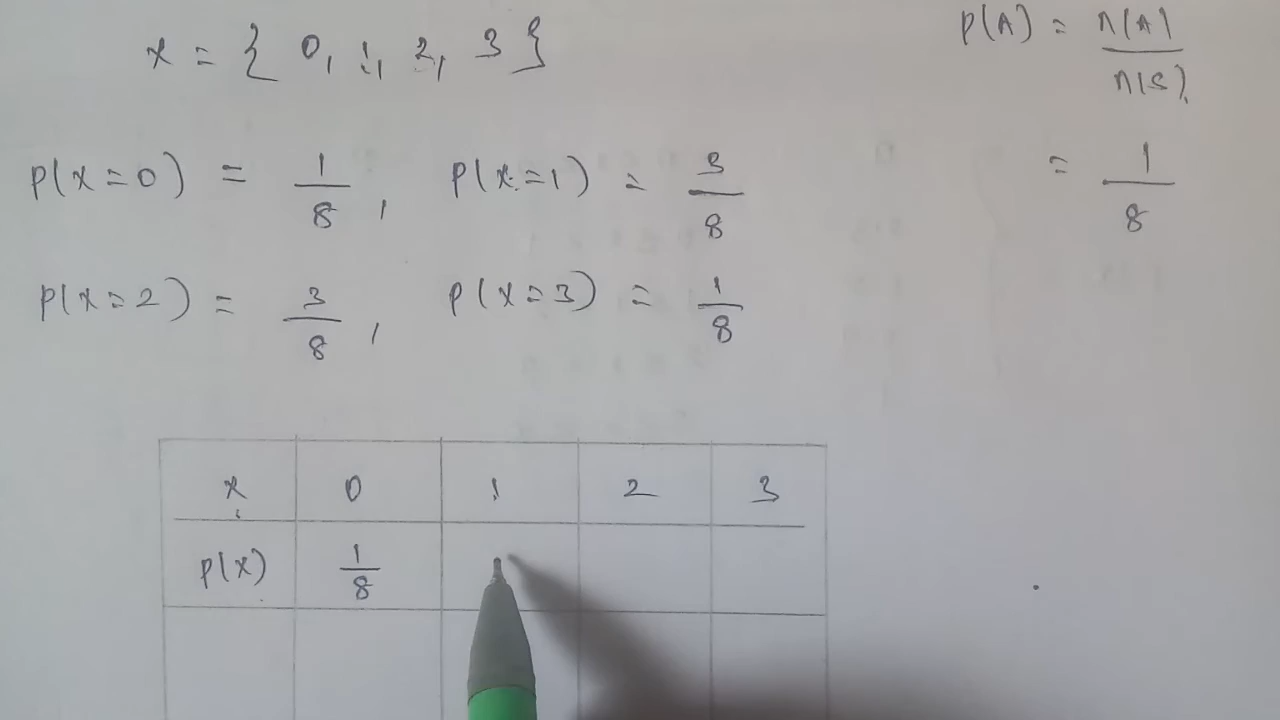 x = { 0, 1, 2, 3 }
P(A) = n(A) / n(S)
P(x=0) = 1/8, P(x=1) = 3/8
= 1/8
P(x=2) = 3/8, P(x=3) = 1/8
x 0 1 2 3
P(x) 1/8